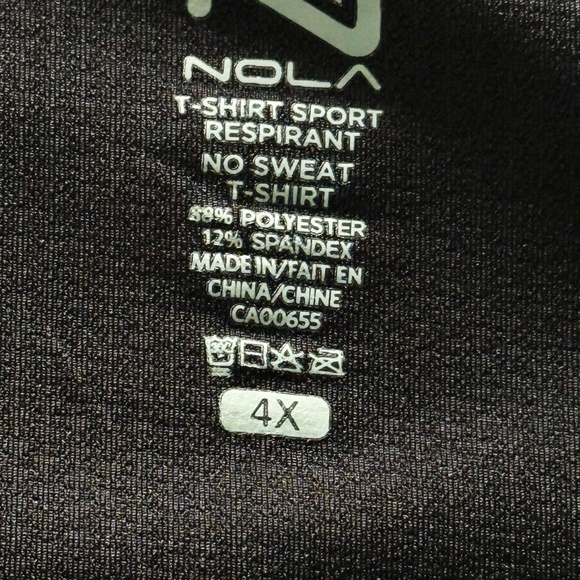 NOLA
T-SHIRT SPORT
RESPIRANT
NO SWEAT
T-SHIRT
88% POLYESTER
12% SPANDEX
MADE IN/FAIT EN
CHINA/CHINE
CA00655
4X